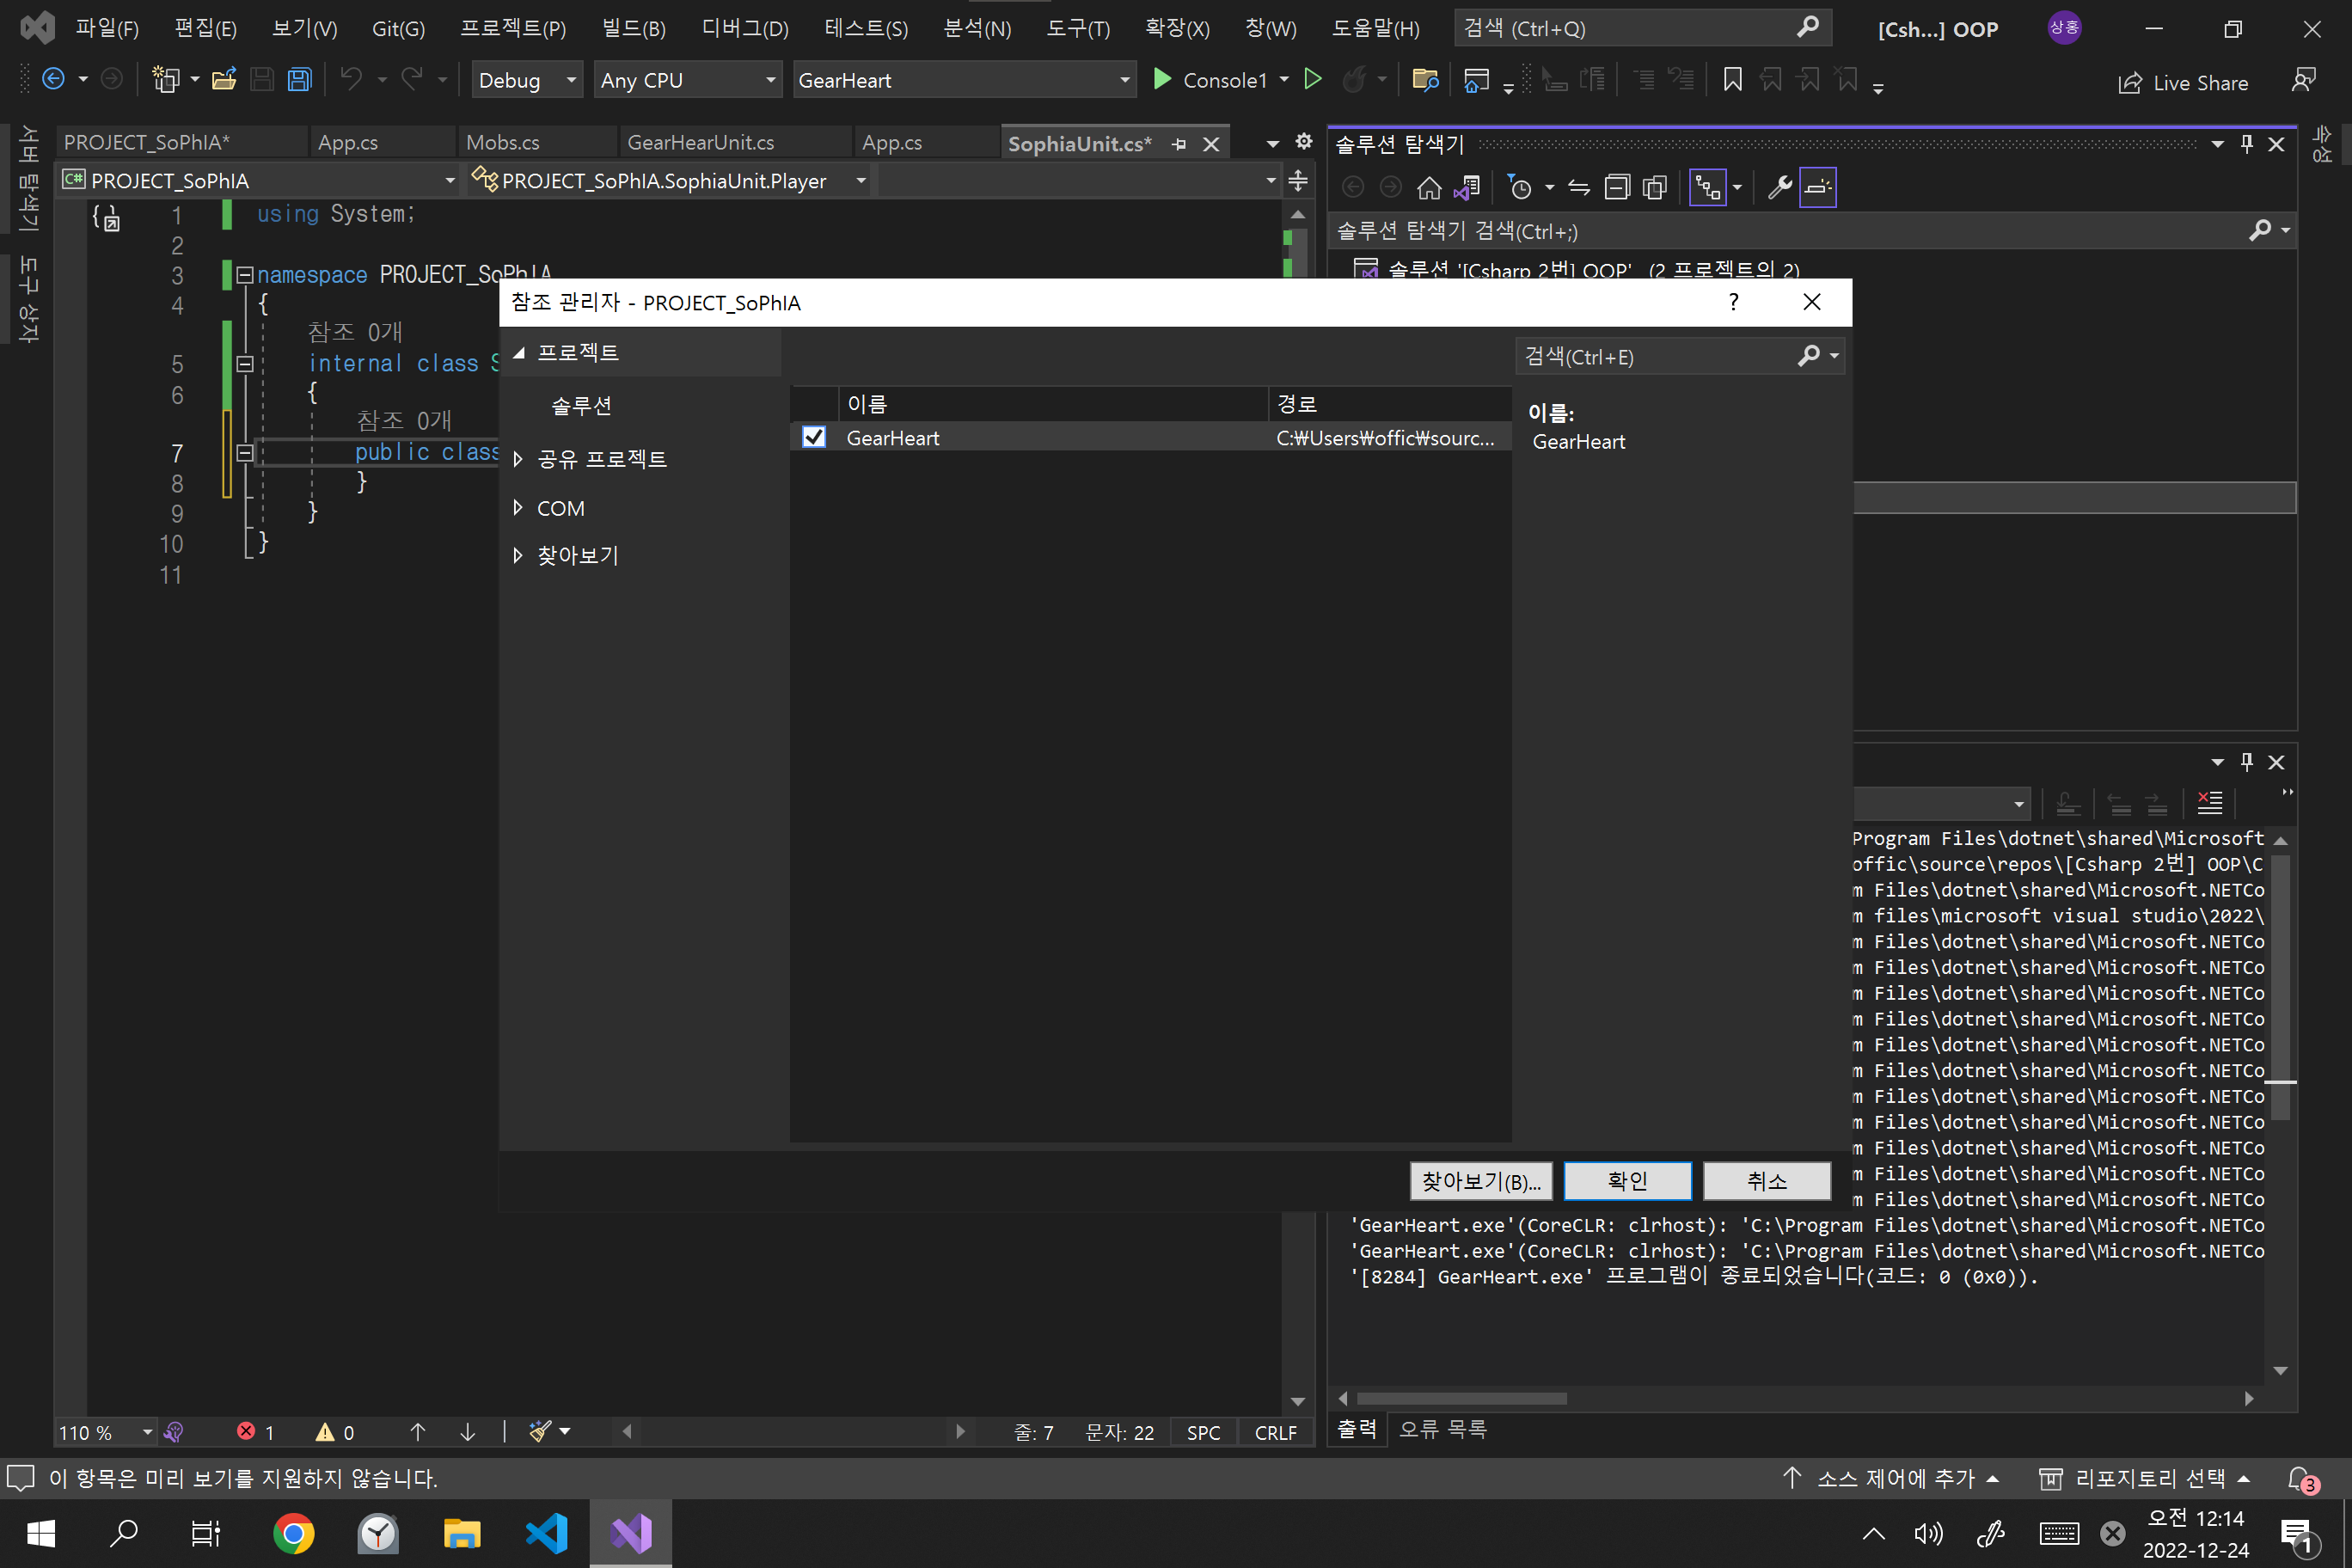 파일(F) 편집(E) 보기(V) Git(G) 프로젝트(P) 빌드(B) 디버그(D) 테스트(S) 분석(N) 도구(T) 확장(X) 창(W) 도움말(H) 검색 (Ctrl+Q) [Csh...] OOP 상홍
Debug Any CPU GearHeart Console1 Live Share
서버 탐색기
도구 상자
PROJECT_SoPhIA* App.cs Mobs.cs GearHearUnit.cs App.cs SophiaUnit.cs*
PROJECT_SoPhIA PROJECT_SoPhIA.SophiaUnit.Player
1 using System;
2
3 namespace PROJECT_SoPhIA
4 {
참조 0개
5 internal class S
6 {
참조 0개
7 public class
8 }
9 }
10 }
11
솔루션 탐색기
속성
솔루션 탐색기 검색(Ctrl+;)
솔루션 '[Csharp 2번] OOP' (2 프로젝트의 2)
참조 관리자 - PROJECT_SoPhIA ?
프로젝트
솔루션
공유 프로젝트
COM
찾아보기
이름 경로
GearHeart C:₩Users₩offic₩sourc...
검색(Ctrl+E)
이름:
GearHeart
찾아보기(B)... 확인 취소
Program Files\dotnet\shared\Microsoft
offic\source\repos\[Csharp 2번] OOP\C
m Files\dotnet\shared\Microsoft.NETCo
m files\microsoft visual studio\2022\
m Files\dotnet\shared\Microsoft.NETCo
m Files\dotnet\shared\Microsoft.NETCo
m Files\dotnet\shared\Microsoft.NETCo
m Files\dotnet\shared\Microsoft.NETCo
m Files\dotnet\shared\Microsoft.NETCo
m Files\dotnet\shared\Microsoft.NETCo
m Files\dotnet\shared\Microsoft.NETCo
m Files\dotnet\shared\Microsoft.NETCo
m Files\dotnet\shared\Microsoft.NETCo
m Files\dotnet\shared\Microsoft.NETCo
m Files\dotnet\shared\Microsoft.NETCo
'GearHeart.exe'(CoreCLR: clrhost): 'C:\Program Files\dotnet\shared\Microsoft.NETCo
'GearHeart.exe'(CoreCLR: clrhost): 'C:\Program Files\dotnet\shared\Microsoft.NETCo
'[8284] GearHeart.exe' 프로그램이 종료되었습니다(코드: 0 (0x0)).
110 % 1 0 줄: 7 문자: 22 SPC CRLF
출력 오류 목록
이 항목은 미리 보기를 지원하지 않습니다. 소스 제어에 추가 리포지토리 선택 3
오전 12:14
2022-12-24
1